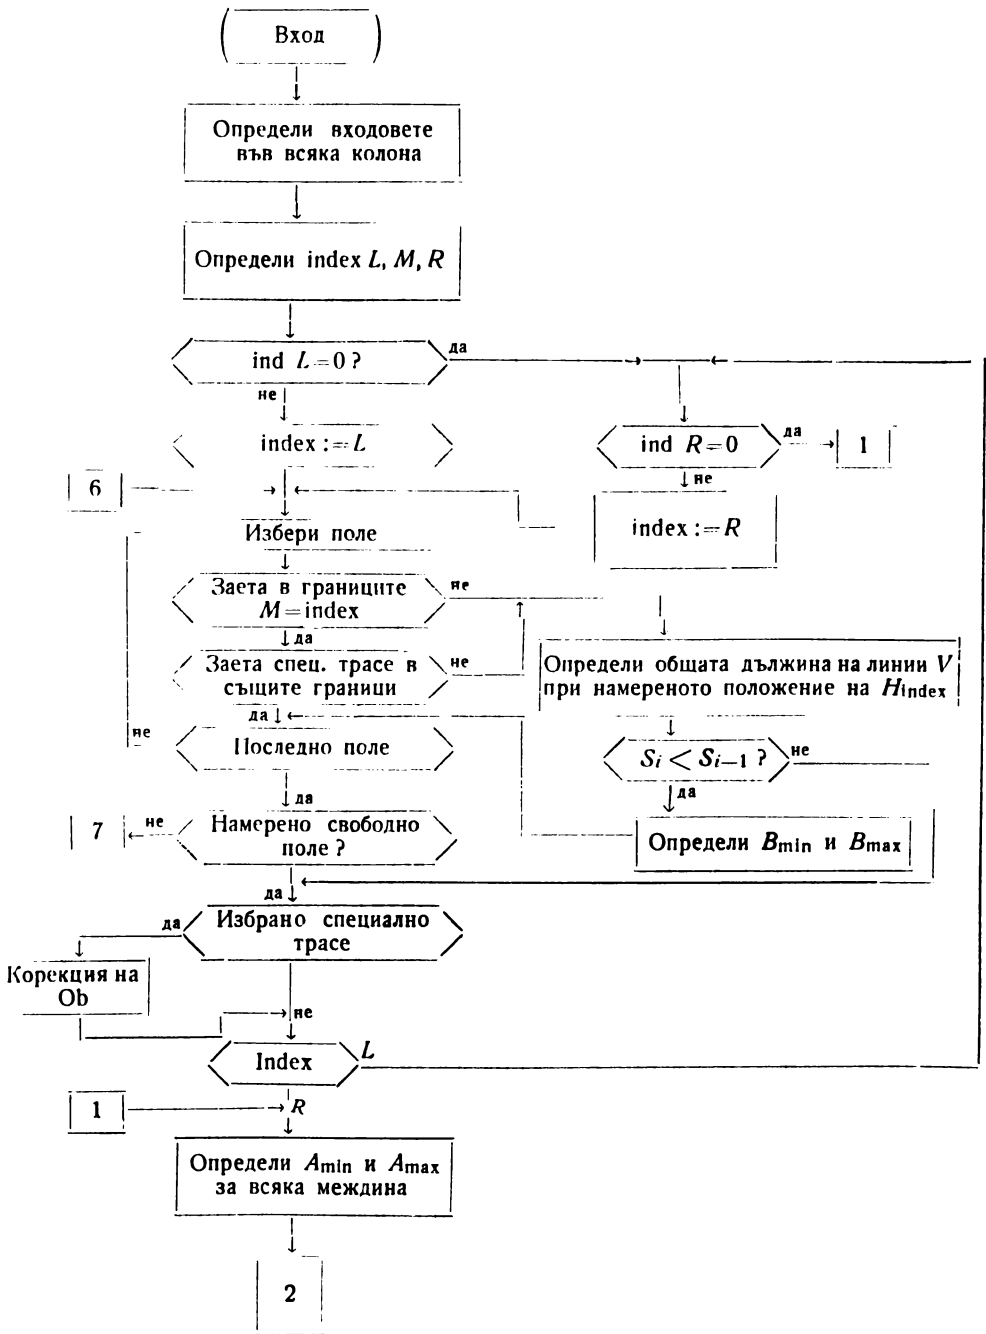 Вход
Определи входовете
във всяка колона
Определи index L, M, R
ind L=0 ?
да
не
index := L
ind R=0
да
1
6
не
Избери поле
index := R
Заета в границите
M=index
не
да
Заета спец. трасе в
същите граници
не
Определи общата дължина на линии V
при намереното положение на Hindex
да
не
Последно поле
Si < Si−1 ?
не
да
да
7
не
Намерено свободно
поле ?
Определи Bmin и Bmax
да
да
Избрано специално
трасе
Корекция на
Ob
не
Index
L
1
R
Определи Amin и Amax
за всяка междина
2